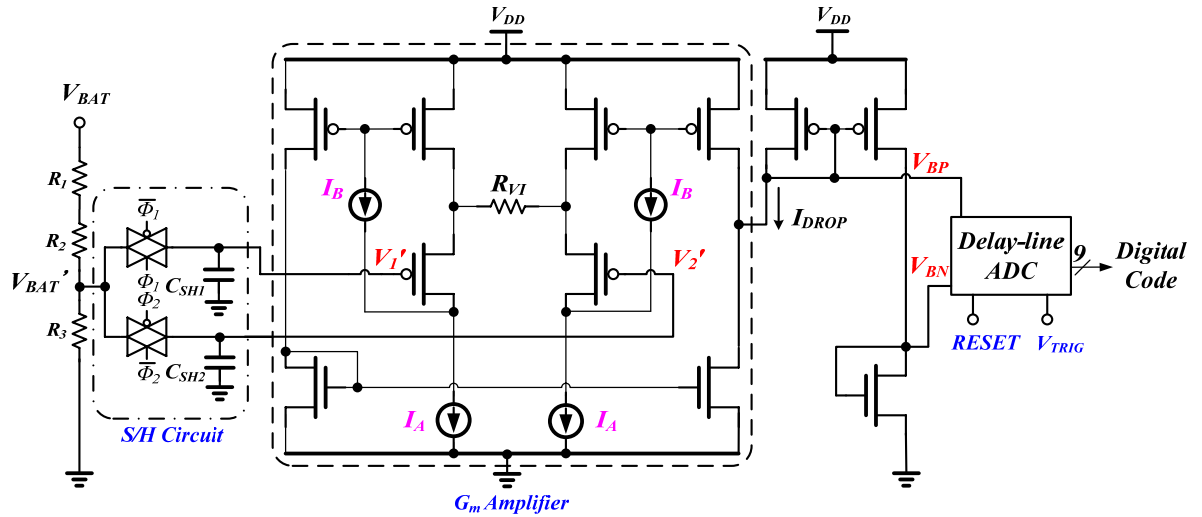 V_DD
V_DD
V_BAT
R_1
R_2
V_BAT'
R_3
Φ̅_1
Φ_1
Φ_2
Φ̅_2
C_SH1
C_SH2
S/H Circuit
I_B
R_VI
I_B
V_1'
V_2'
I_A
I_A
G_m Amplifier
I_DROP
V_BP
V_BN
Delay-line
ADC
9
Digital
Code
RESET
V_TRIG